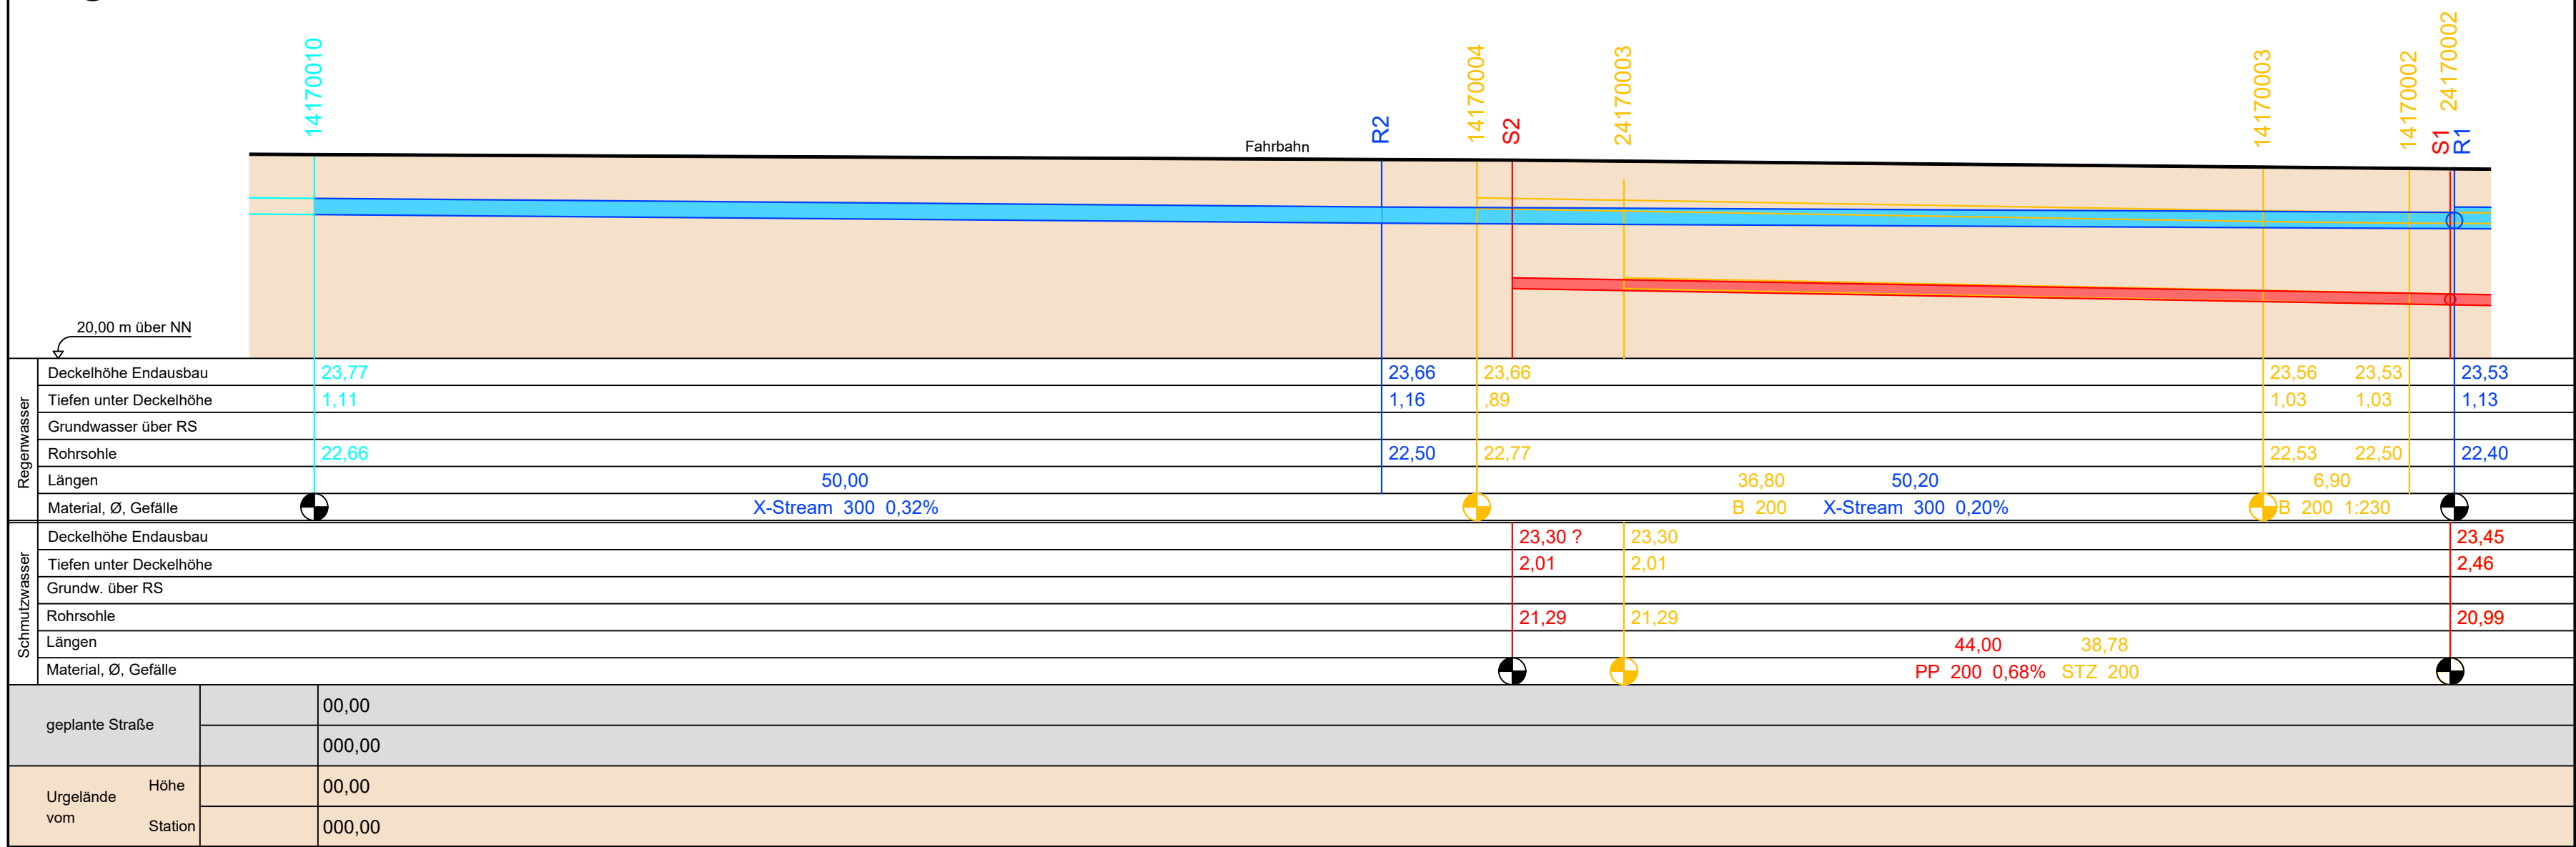 14170010
R2
14170004
S2
24170003
14170003
14170002
24170002
S1
R1
Fahrbahn
20,00 m über NN
Regenwasser
Deckelhöhe Endausbau 23,77 23,66 23,66 23,56 23,53 23,53
Tiefen unter Deckelhöhe 1,11 1,16 ,89 1,03 1,03 1,13
Grundwasser über RS
Rohrsohle 22,66 22,50 22,77 22,53 22,50 22,40
Längen 50,00 36,80 50,20 6,90
Material, Ø, Gefälle X-Stream 300 0,32% B 200 X-Stream 300 0,20% B 200 1:230
Schmutzwasser
Deckelhöhe Endausbau 23,30 ? 23,30 23,45
Tiefen unter Deckelhöhe 2,01 2,01 2,46
Grundw. über RS
Rohrsohle 21,29 21,29 20,99
Längen 44,00 38,78
Material, Ø, Gefälle PP 200 0,68% STZ 200
geplante Straße
00,00
000,00
Urgelände vom
Höhe 00,00
Station 000,00